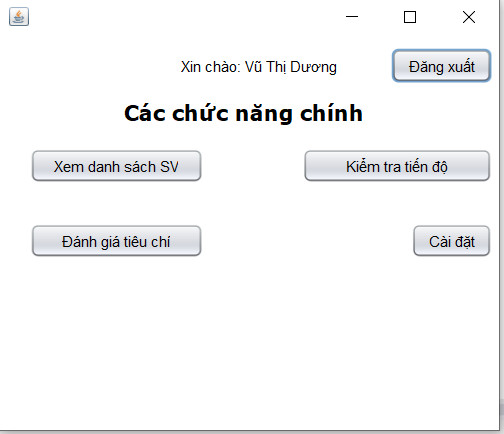 Xin chào: Vũ Thị Dương
Đăng xuất
Các chức năng chính
Xem danh sách SV
Kiểm tra tiến độ
Đánh giá tiêu chí
Cài đặt